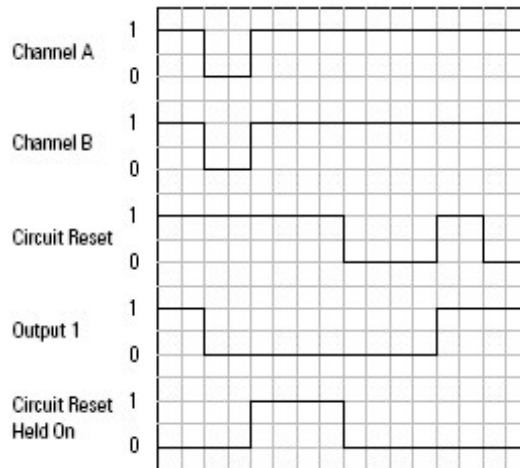 Channel A
1
0
Channel B
1
0
Circuit Reset
1
0
Output 1
1
0
Circuit Reset
Held On
1
0